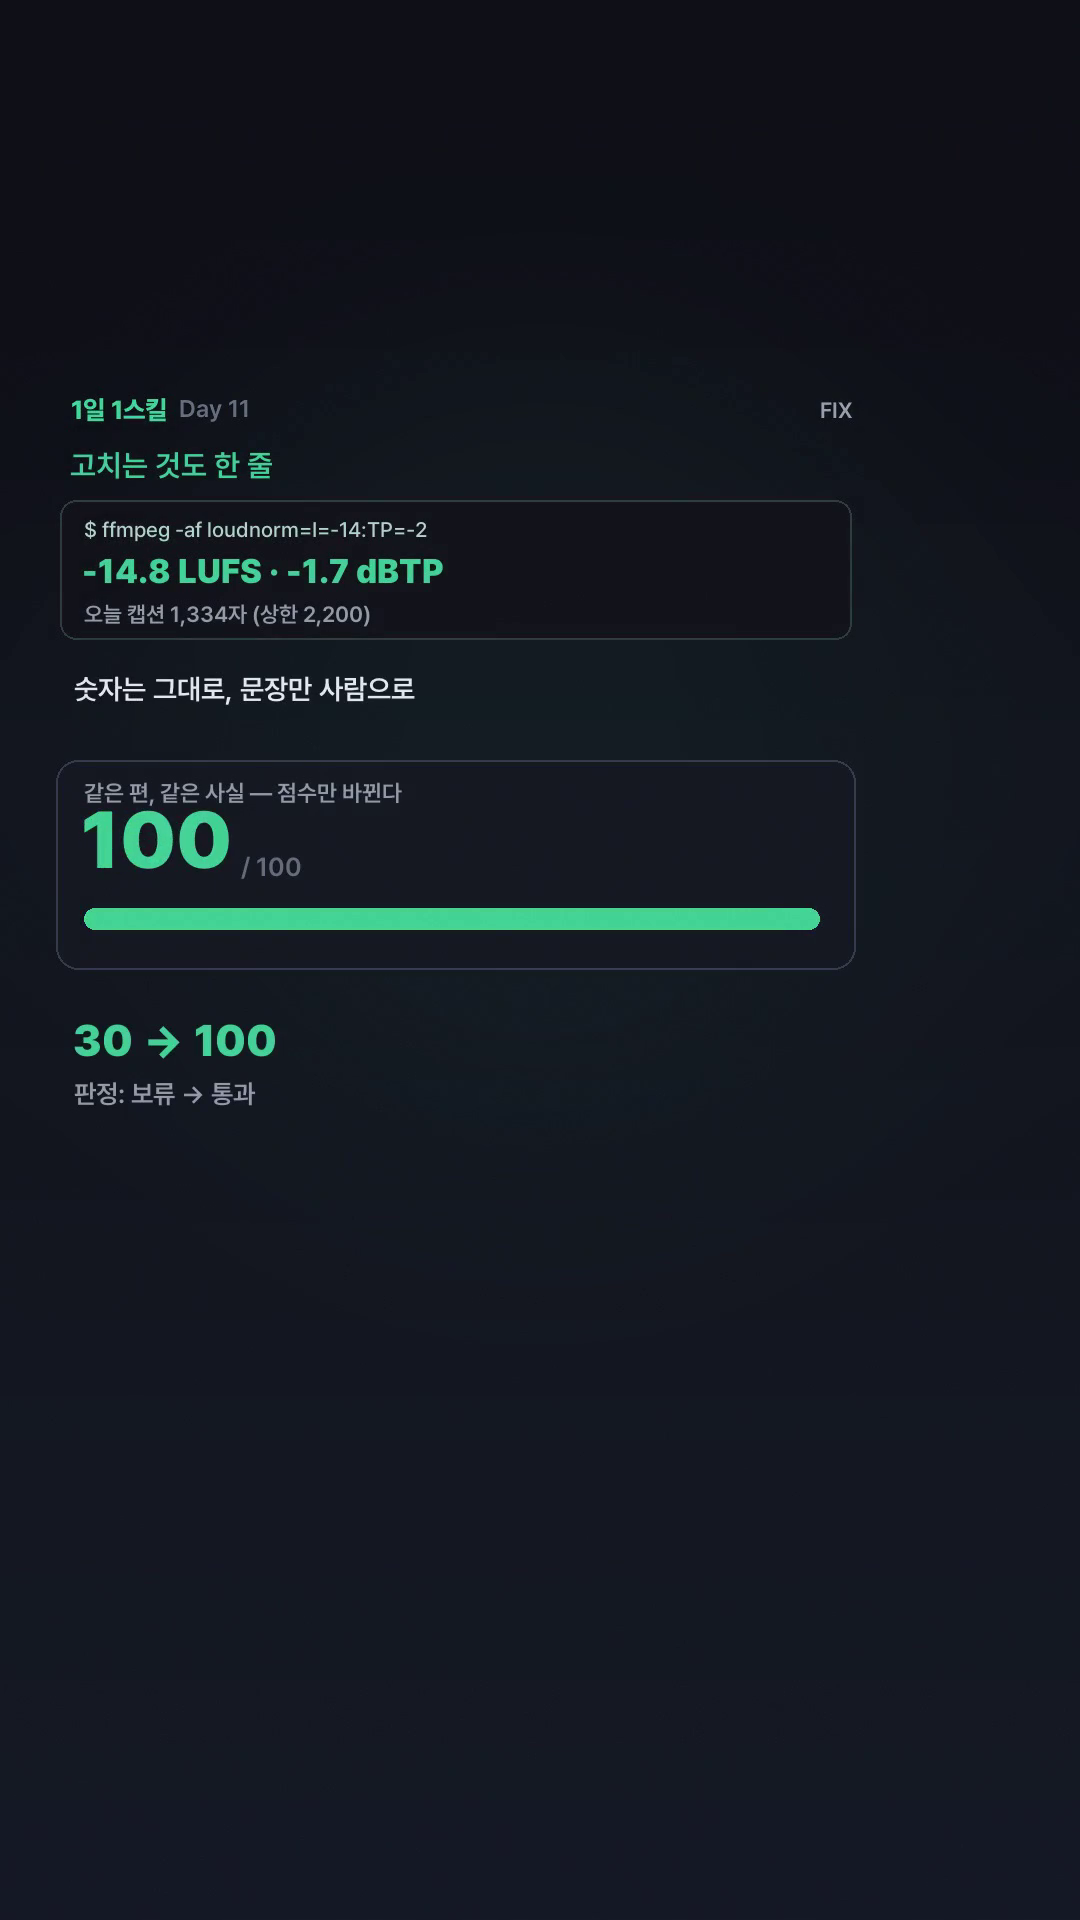 1일 1스킬 Day 11 FIX
고치는 것도 한 줄
$ ffmpeg -af loudnorm=I=-14:TP=-2
-14.8 LUFS · -1.7 dBTP
오늘 캡션 1,334자 (상한 2,200)
숫자는 그대로, 문장만 사람으로
같은 편, 같은 사실 — 점수만 바뀐다
100 / 100
30 → 100
판정: 보류 → 통과